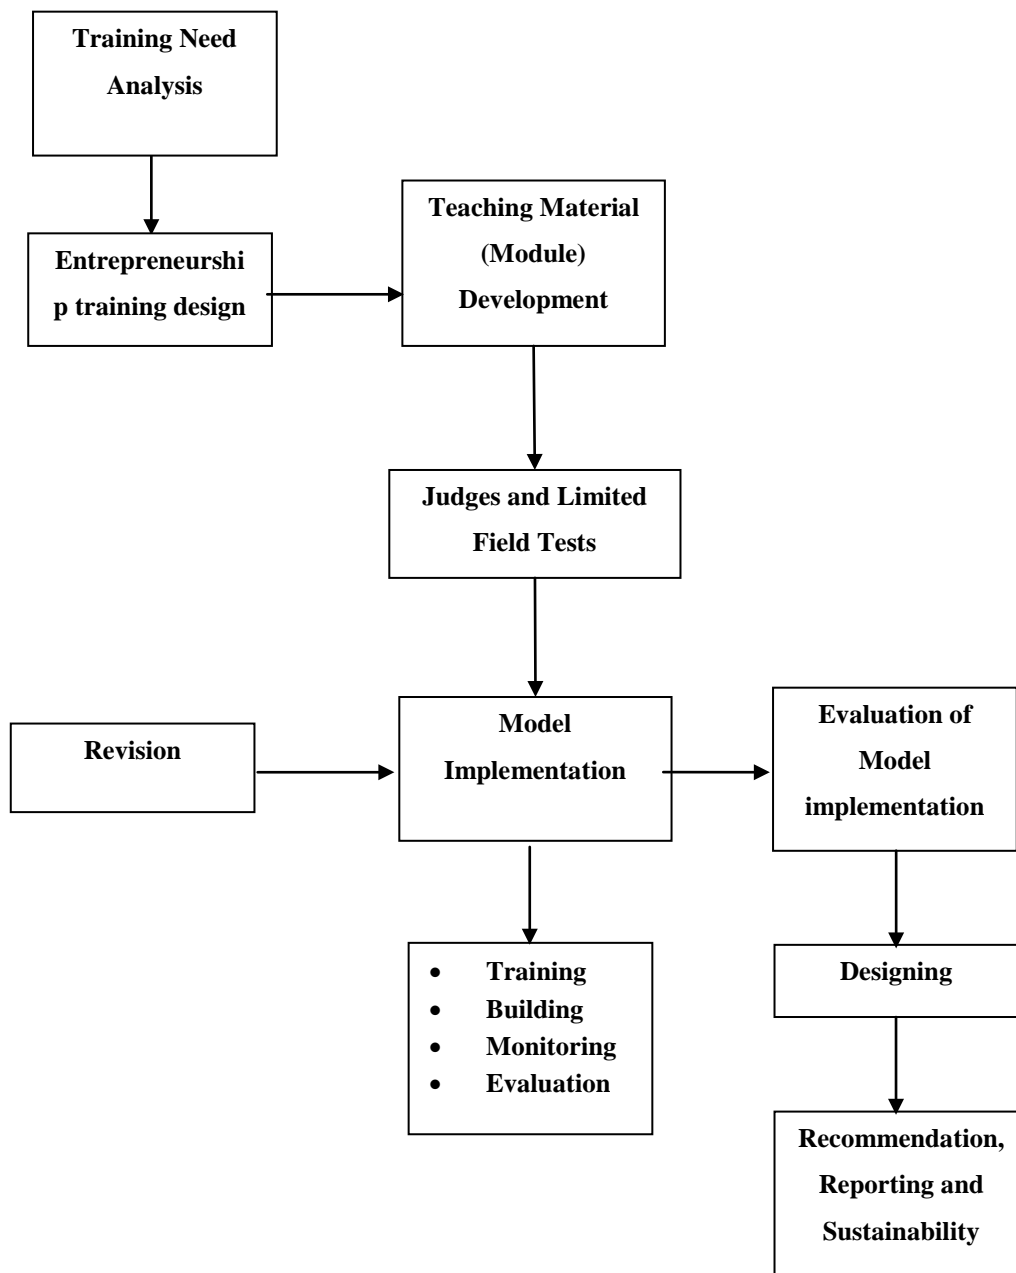 Training Need
Analysis
Entrepreneurshi
p training design
Teaching Material
(Module)
Development
Judges and Limited
Field Tests
Revision
Model
Implementation
Evaluation of
Model
implementation
• Training
• Building
• Monitoring
• Evaluation
Designing
Recommendation,
Reporting and
Sustainability